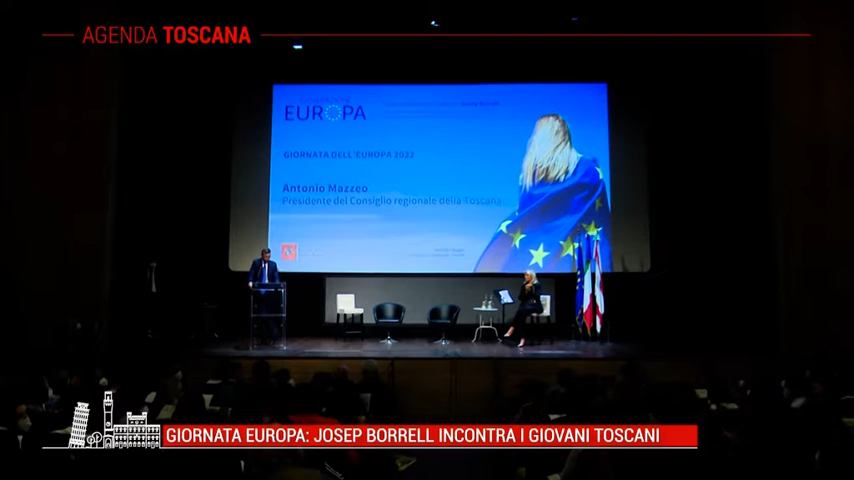 AGENDA TOSCANA
EUROPA
GIORNATA DELL'EUROPA 2022
Antonio Mazzeo
Presidente del Consiglio regionale della Toscana
GIORNATA EUROPA: JOSEP BORRELL INCONTRA I GIOVANI TOSCANI